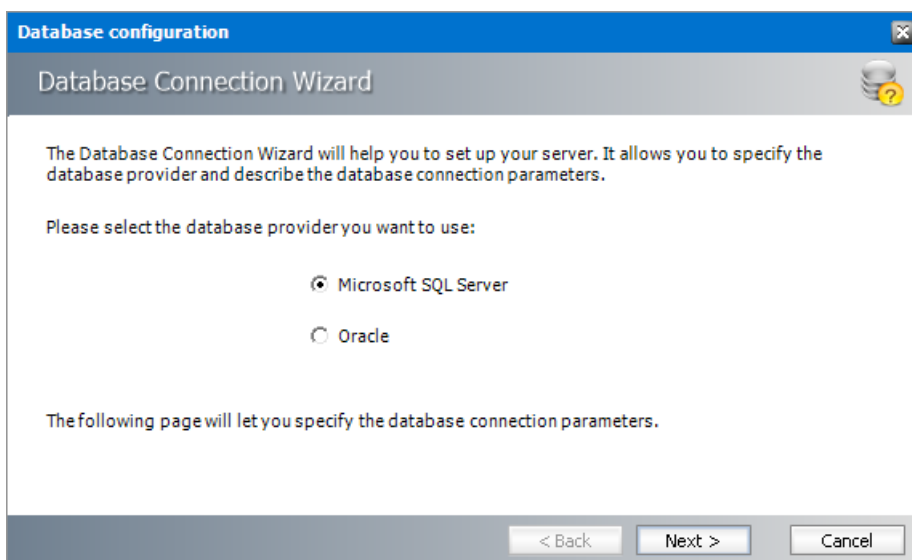 Database configuration
Database Connection Wizard
The Database Connection Wizard will help you to set up your server. It allows you to specify the
database provider and describe the database connection parameters.
Please select the database provider you want to use:
Microsoft SQL Server
Oracle
The following page will let you specify the database connection parameters.
< Back
Next >
Cancel